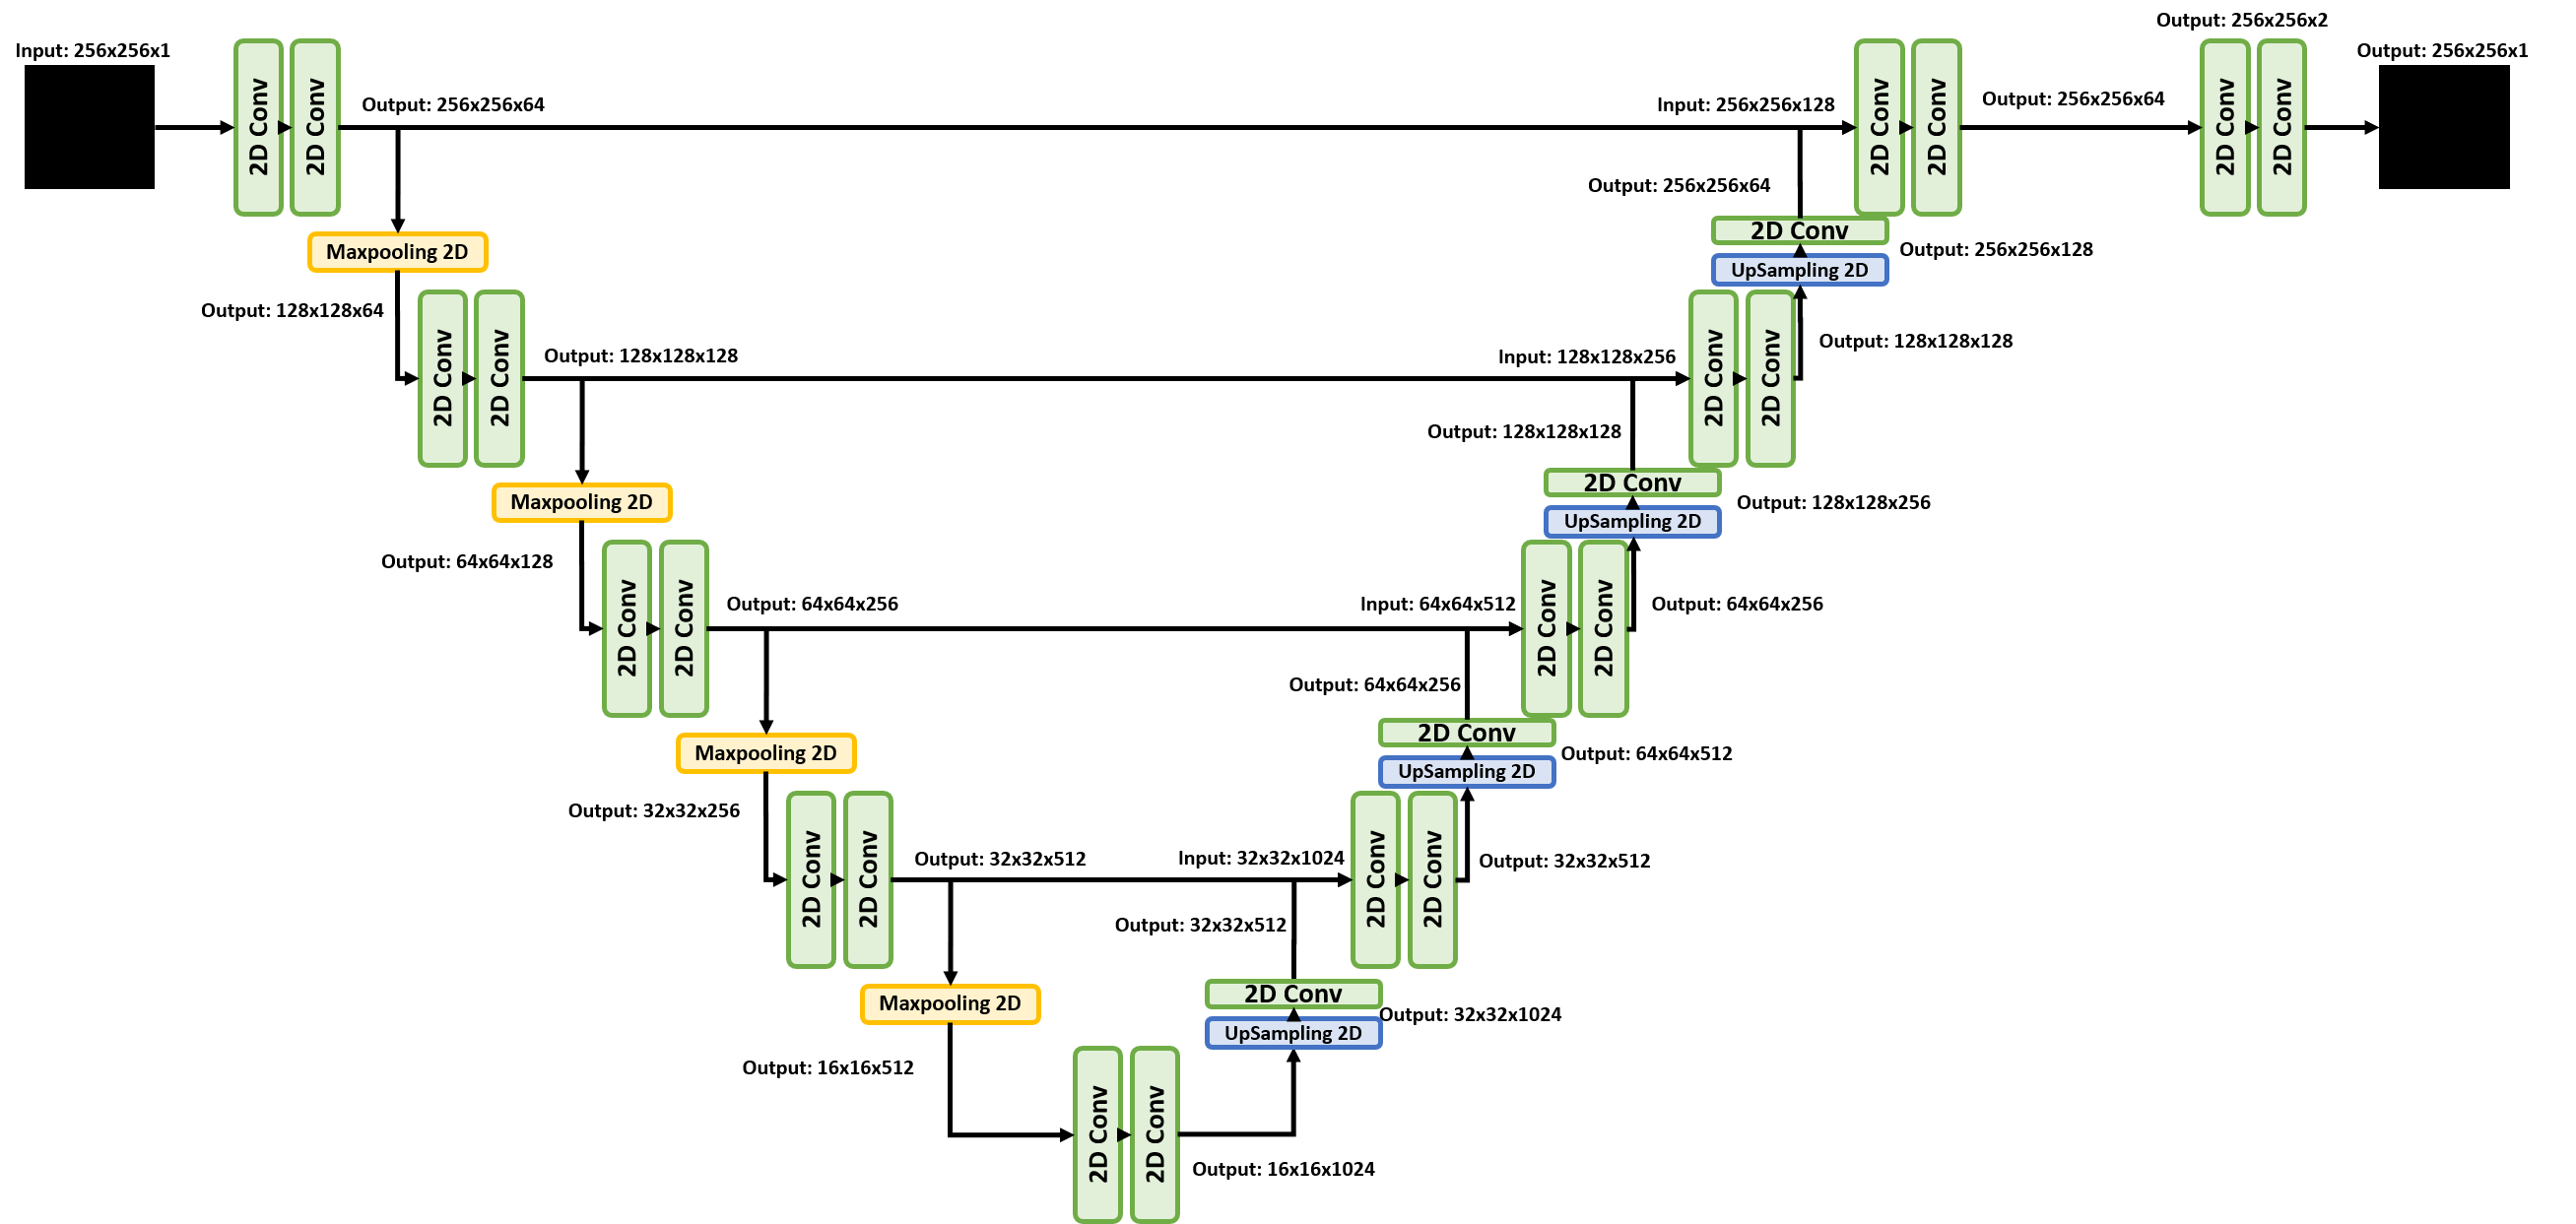 Output: 256x256x2
Input: 256x256x1
Output: 256x256x1
2D Conv
2D Conv
Output: 256x256x64
Input: 256x256x128
2D Conv
2D Conv
Output: 256x256x64
2D Conv
2D Conv
Output: 256x256x64
2D Conv
Maxpooling 2D
Output: 256x256x128
UpSampling 2D
Output: 128x128x64
2D Conv
2D Conv
Output: 128x128x128
Input: 128x128x256
2D Conv
2D Conv
Output: 128x128x128
Output: 128x128x128
2D Conv
Maxpooling 2D
Output: 128x128x256
UpSampling 2D
Output: 64x64x128
2D Conv
2D Conv
Output: 64x64x256
Input: 64x64x512
2D Conv
2D Conv
Output: 64x64x256
Output: 64x64x256
2D Conv
Maxpooling 2D
Output: 64x64x512
UpSampling 2D
Output: 32x32x256
2D Conv
2D Conv
Output: 32x32x512
Input: 32x32x1024
2D Conv
2D Conv
Output: 32x32x512
Output: 32x32x512
2D Conv
Maxpooling 2D
Output: 32x32x1024
UpSampling 2D
Output: 16x16x512
2D Conv
2D Conv
Output: 16x16x1024